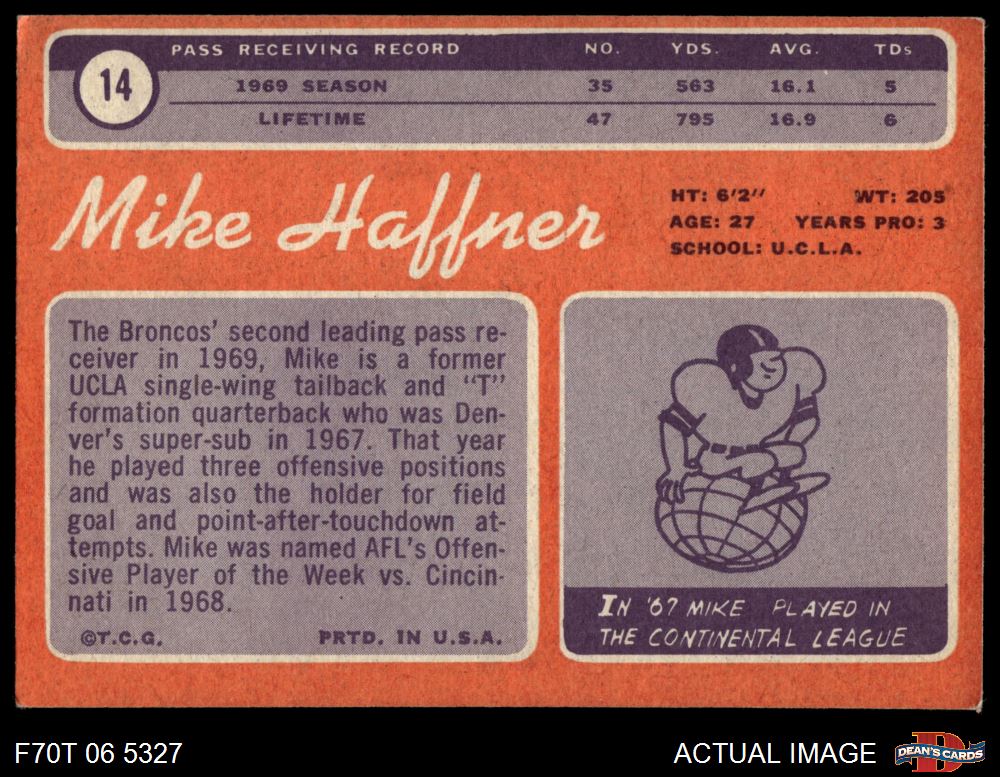 14
PASS RECEIVING RECORD NO. YDS. AVG. TDs
1969 SEASON 35 563 16.1 5
LIFETIME 47 795 16.9 6
Mike Haffner
HT: 6'2" WT: 205
AGE: 27 YEARS PRO: 3
SCHOOL: U.C.L.A.
The Broncos' second leading pass re-
ceiver in 1969, Mike is a former
UCLA single-wing tailback and "T"
formation quarterback who was Den-
ver's super-sub in 1967. That year
he played three offensive positions
and was also the holder for field
goal and point-after-touchdown at-
tempts. Mike was named AFL's Offen-
sive Player of the Week vs. Cincin-
nati in 1968.
©T.C.G. PRTD. IN U.S.A.
IN '67 MIKE PLAYED IN
THE CONTINENTAL LEAGUE
F70T 06 5327
ACTUAL IMAGE
D
DEAN'S CARDS